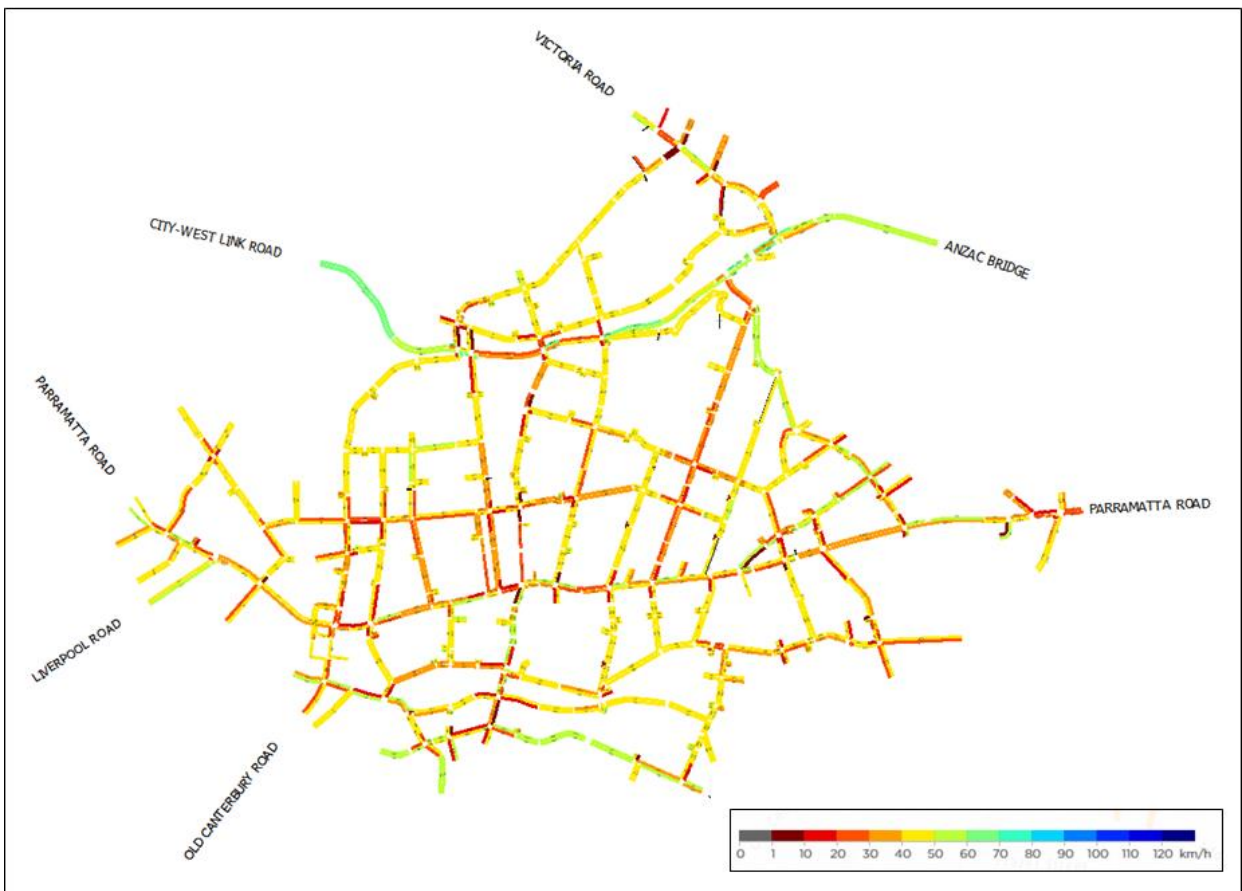 VICTORIA ROAD
CITY-WEST LINK ROAD
ANZAC BRIDGE
PARRAMATTA ROAD
PARRAMATTA ROAD
LIVERPOOL ROAD
OLD CANTERBURY ROAD
0 1 10 20 30 40 50 60 70 80 90 100 110 120 km/h